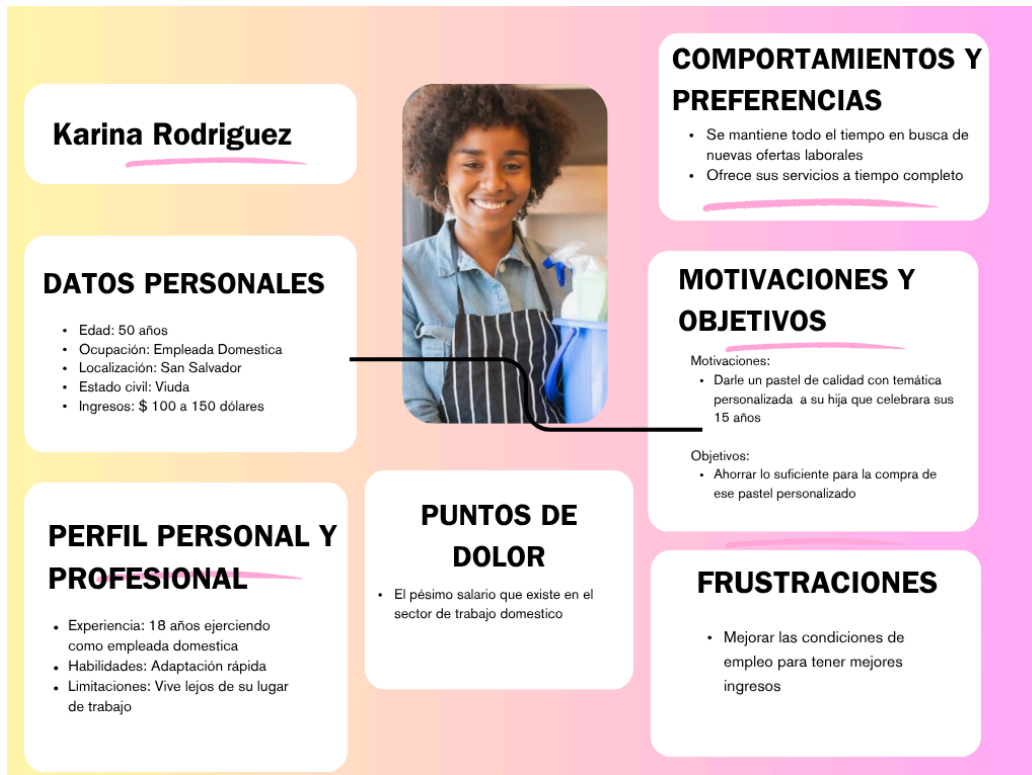 Karina Rodriguez
DATOS PERSONALES
• Edad: 50 años
• Ocupación: Empleada Domestica
• Localización: San Salvador
• Estado civil: Viuda
• Ingresos: $ 100 a 150 dólares
PERFIL PERSONAL Y
PROFESIONAL
• Experiencia: 18 años ejerciendo
como empleada domestica
• Habilidades: Adaptación rápida
• Limitaciones: Vive lejos de su lugar
de trabajo
PUNTOS DE
DOLOR
• El pésimo salario que existe en el
sector de trabajo domestico
COMPORTAMIENTOS Y
PREFERENCIAS
• Se mantiene todo el tiempo en busca de
nuevas ofertas laborales
• Ofrece sus servicios a tiempo completo
MOTIVACIONES Y
OBJETIVOS
Motivaciones:
• Darle un pastel de calidad con temática
personalizada a su hija que celebrara sus
15 años
Objetivos:
• Ahorrar lo suficiente para la compra de
ese pastel personalizado
FRUSTRACIONES
• Mejorar las condiciones de
empleo para tener mejores
ingresos